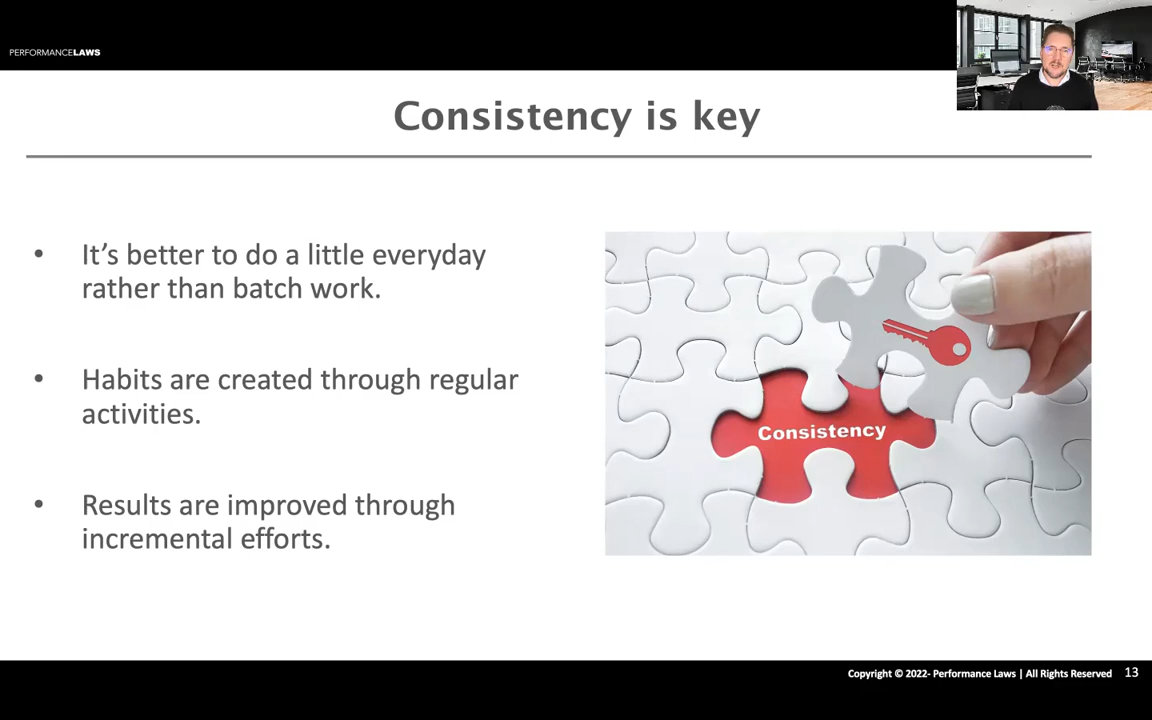 PERFORMANCELAWS
Consistency is key
• It’s better to do a little everyday
rather than batch work.
• Habits are created through regular
activities.
• Results are improved through
incremental efforts.
Consistency
Copyright © 2022- Performance Laws | All Rights Reserved 13